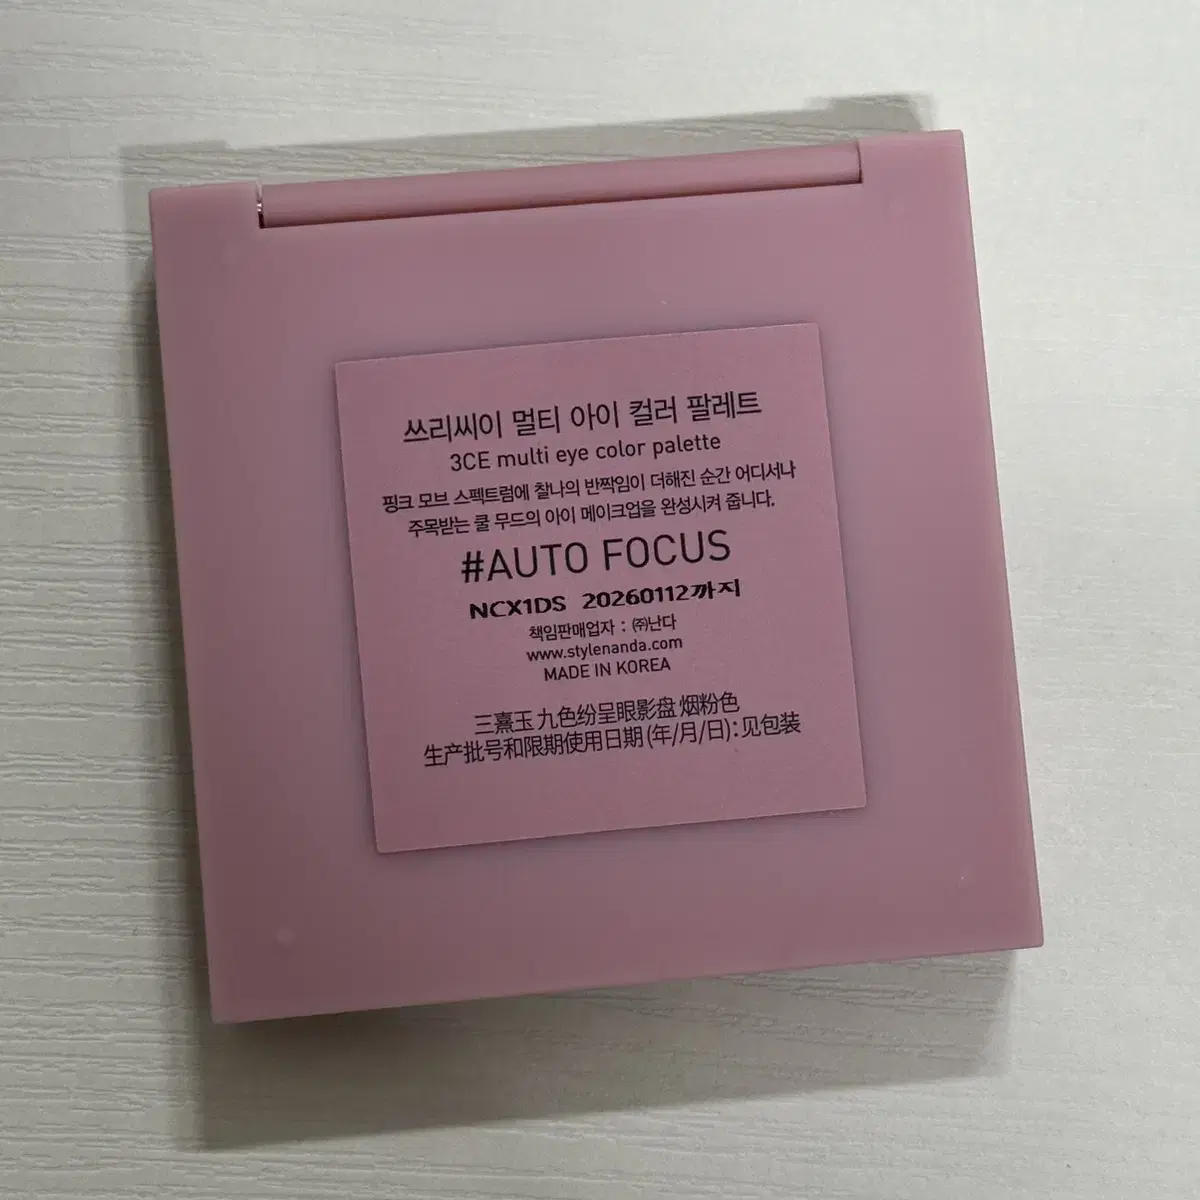 쓰리씨이 멀티 아이 컬러 팔레트
3CE multi eye color palette
핑크 모브 스펙트럼에 찰나의 반짝임이 더해진 순간 어디서나
주목받는 쿨 무드의 아이 메이크업을 완성시켜 줍니다.
#AUTO FOCUS
NCX1DS 20260112까지
책임판매업자 : ㈜난다
www.stylenanda.com
MADE IN KOREA
三熹玉 九色纷呈眼影盘 烟粉色
生产批号和限期使用日期(年/月/日):见包装